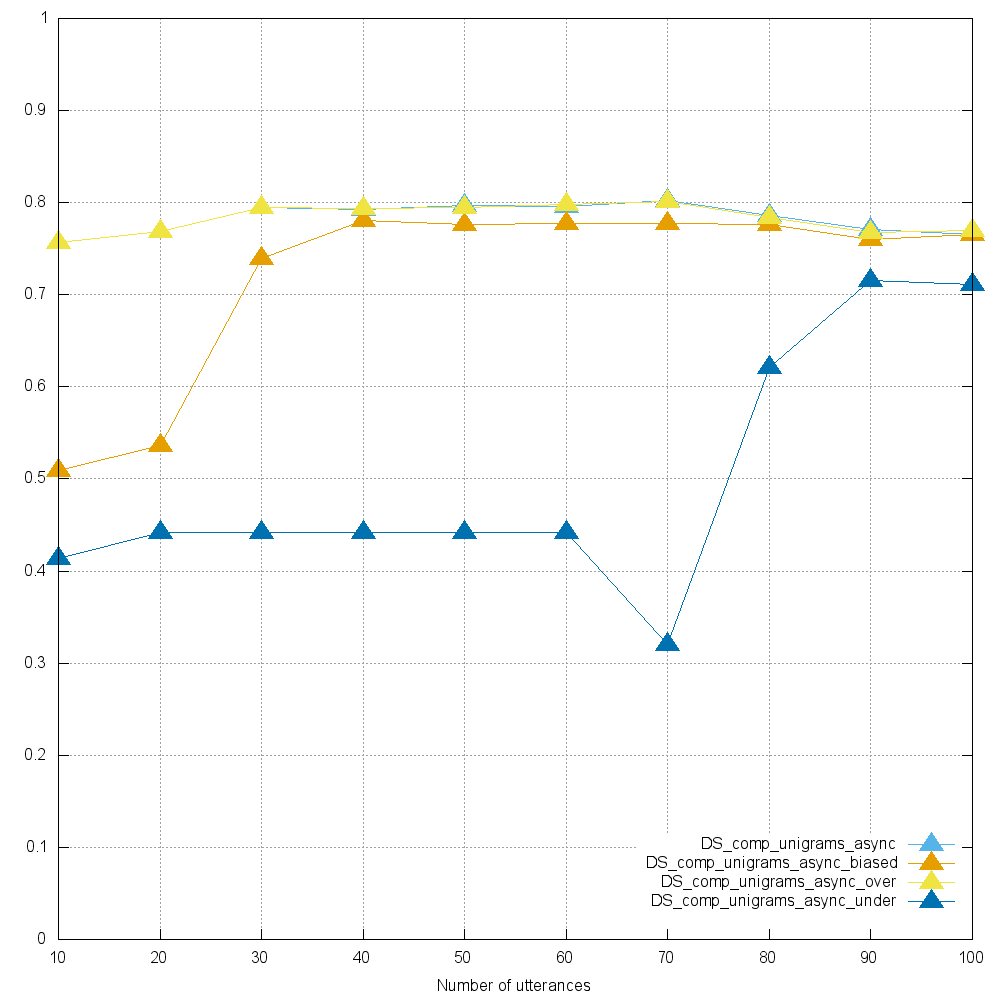 1
0.9
0.8
0.7
0.6
0.5
0.4
0.3
0.2
0.1
0
DS_comp_unigrams_async
DS_comp_unigrams_async_biased
DS_comp_unigrams_async_over
DS_comp_unigrams_async_under
10 20 30 40 50 60 70 80 90 100
Number of utterances